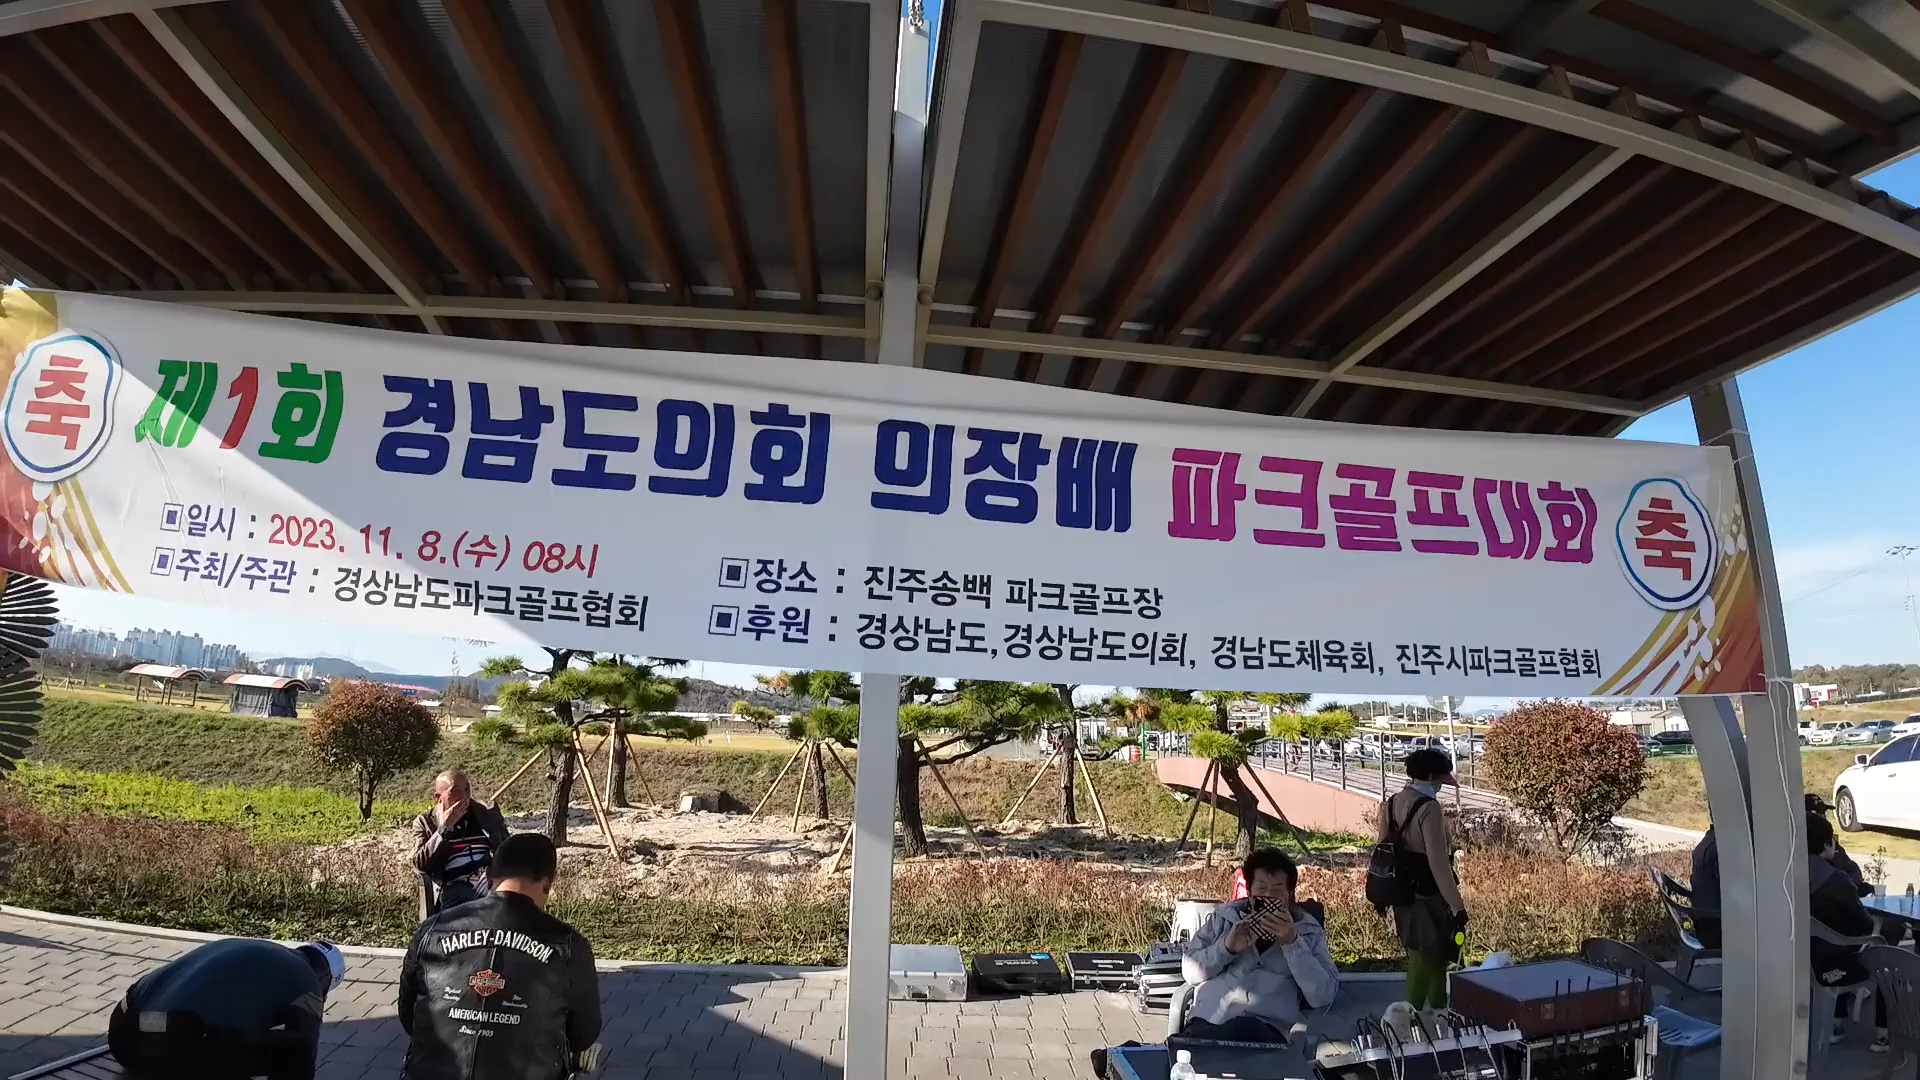 축
제1회 경남도의회 의장배 파크골프대회
축
▣일시 : 2023. 11. 8.(수) 08시
▣주최/주관 : 경상남도파크골프협회
▣장소 : 진주송백 파크골프장
▣후원 : 경상남도,경상남도의회, 경남도체육회, 진주시파크골프협회
HARLEY-DAVIDSON
AMERICAN LEGEND
Since 1903